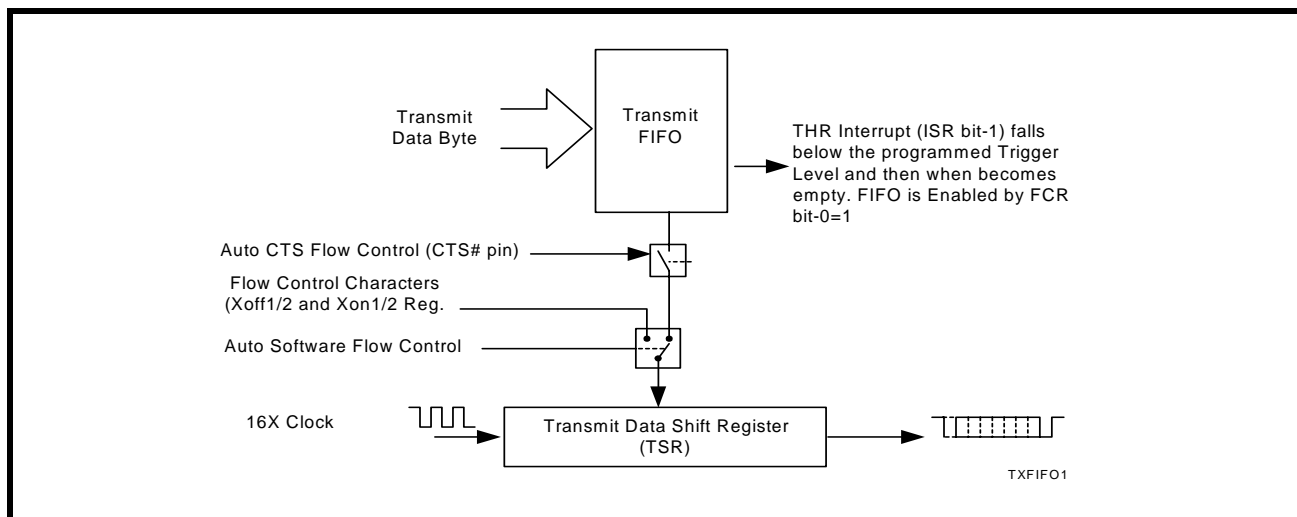 Transmit
Data Byte
Transmit
FIFO
THR Interrupt (ISR bit-1) falls
below the programmed Trigger
Level and then when becomes
empty. FIFO is Enabled by FCR
bit-0=1
Auto CTS Flow Control (CTS# pin)
Flow Control Characters
(Xoff1/2 and Xon1/2 Reg.
Auto Software Flow Control
16X Clock
Transmit Data Shift Register
(TSR)
TXFIFO1